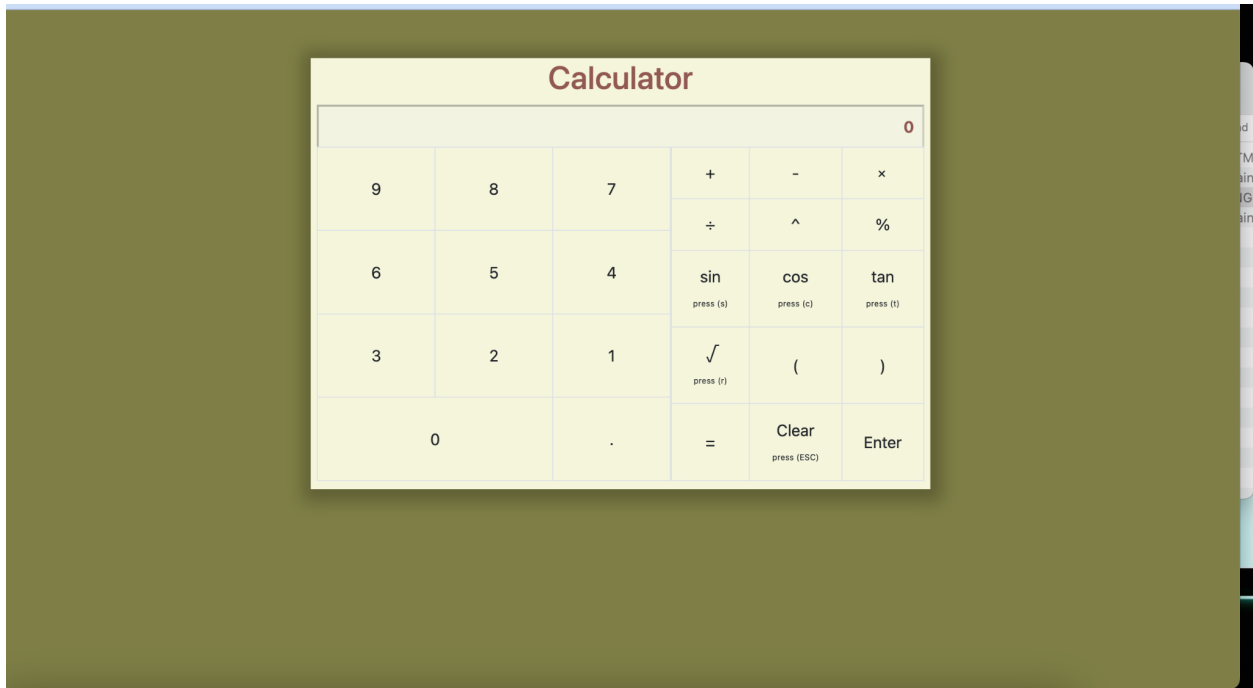 Calculator
0
9 8 7
6 5 4
3 2 1
0 .
+ - ×
÷ ^ %
sin cos tan
press (s) press (c) press (t)
√ ( )
press (r)
= Clear Enter
press (ESC)